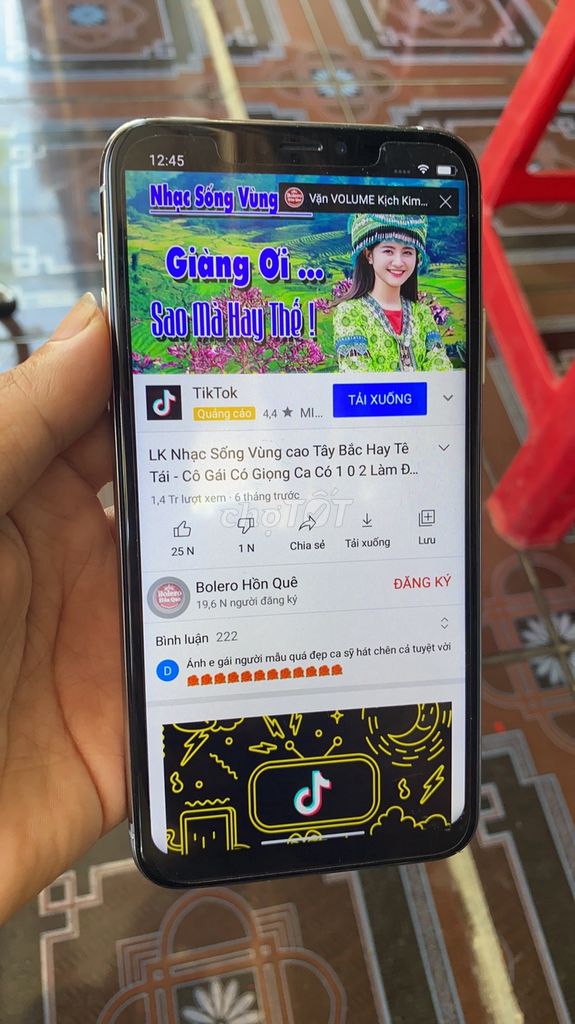 12:45
Nhạc Sống Vùng
Vặn VOLUME Kịch Kim...
Giàng Ơi ...
Sao Mà Hay Thế !
TikTok
TẢI XUỐNG
Quảng cáo 4,4 ★ MI...
LK Nhạc Sống Vùng cao Tây Bắc Hay Tê
Tái - Cô Gái Có Giọng Ca Có 1 0 2 Làm Đ...
1,4 Tr lượt xem · 6 tháng trước
chợTỐT
25 N
1 N
Chia sẻ
Tải xuống
Lưu
Bolero
Hồn Quê
Bolero Hồn Quê
ĐĂNG KÝ
19,6 N người đăng ký
Bình luận 222
D
Ánh e gái người mẫu quá đẹp ca sỹ hát chên cả tuyệt vời